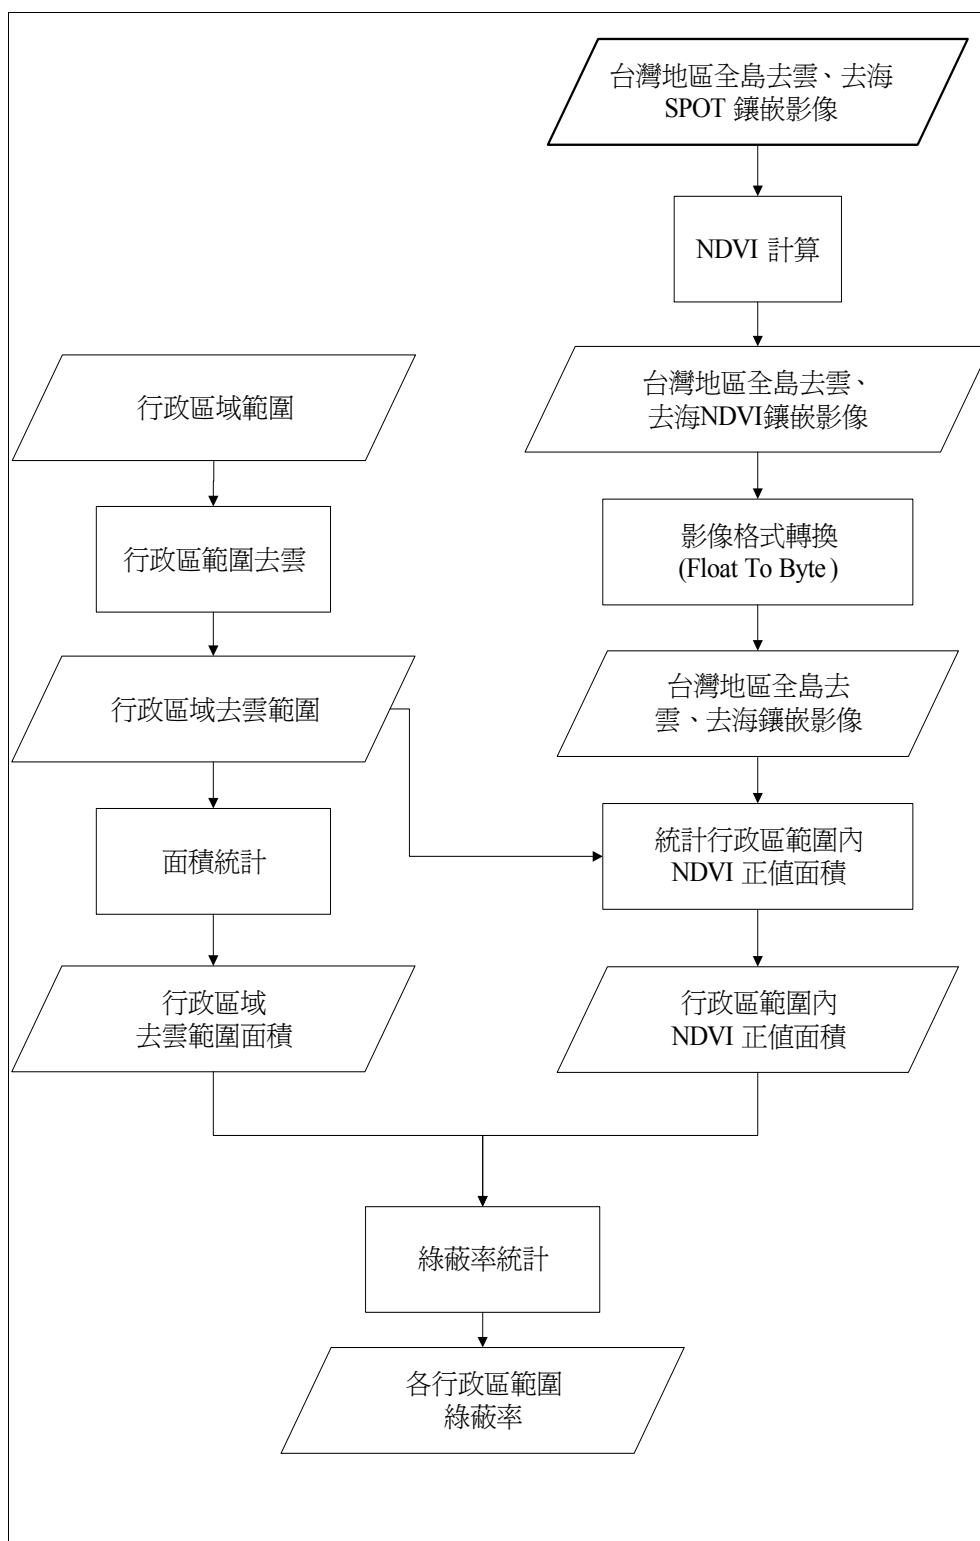 台灣地區全島去雲、去海
SPOT 鑲嵌影像
NDVI 計算
台灣地區全島去雲、
去海NDVI鑲嵌影像
行政區域範圍
影像格式轉換
(Float To Byte)
行政區範圍去雲
台灣地區全島去
雲、去海鑲嵌影像
行政區域去雲範圍
統計行政區範圍內
NDVI 正值面積
面積統計
行政區域
去雲範圍面積
行政區範圍內
NDVI 正值面積
綠蔽率統計
各行政區範圍
綠蔽率